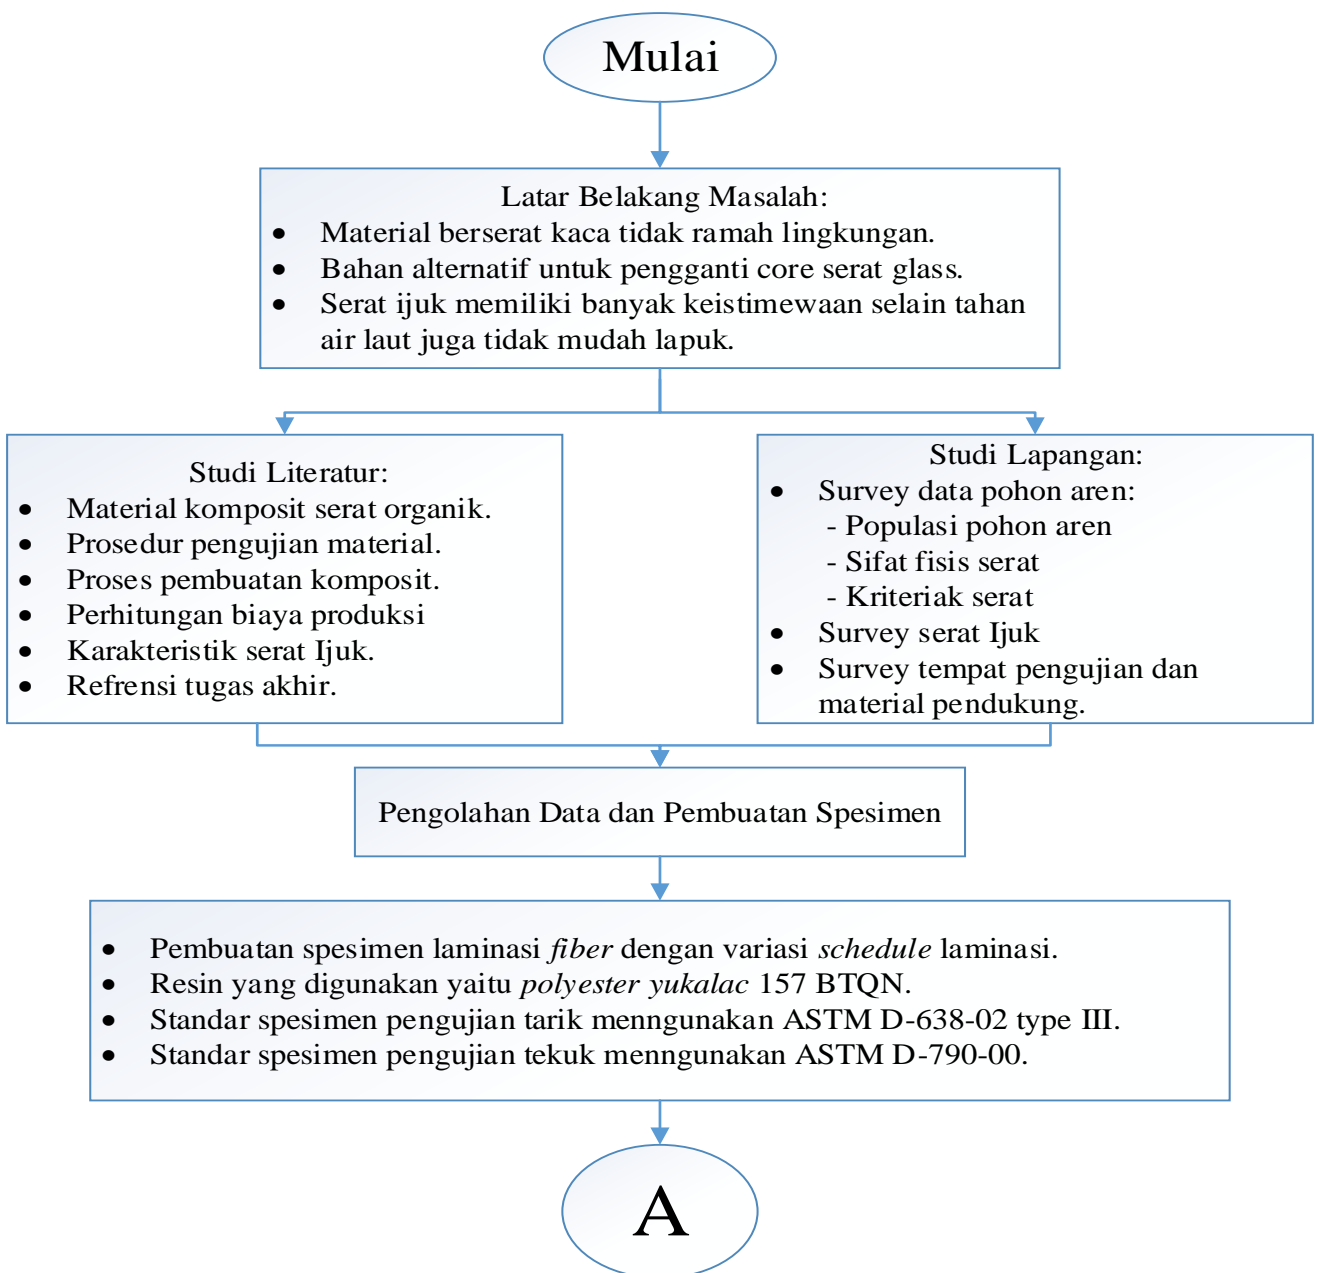 Mulai
Latar Belakang Masalah:
• Material berserat kaca tidak ramah lingkungan.
• Bahan alternatif untuk pengganti core serat glass.
• Serat ijuk memiliki banyak keistimewaan selain tahan
air laut juga tidak mudah lapuk.
Studi Literatur:
• Material komposit serat organik.
• Prosedur pengujian material.
• Proses pembuatan komposit.
• Perhitungan biaya produksi
• Karakteristik serat Ijuk.
• Refrensi tugas akhir.
Studi Lapangan:
• Survey data pohon aren:
- Populasi pohon aren
- Sifat fisis serat
- Kriteriak serat
• Survey serat Ijuk
• Survey tempat pengujian dan
material pendukung.
Pengolahan Data dan Pembuatan Spesimen
• Pembuatan spesimen laminasi fiber dengan variasi schedule laminasi.
• Resin yang digunakan yaitu polyester yukalac 157 BTQN.
• Standar spesimen pengujian tarik menngunakan ASTM D-638-02 type III.
• Standar spesimen pengujian tekuk menngunakan ASTM D-790-00.
A